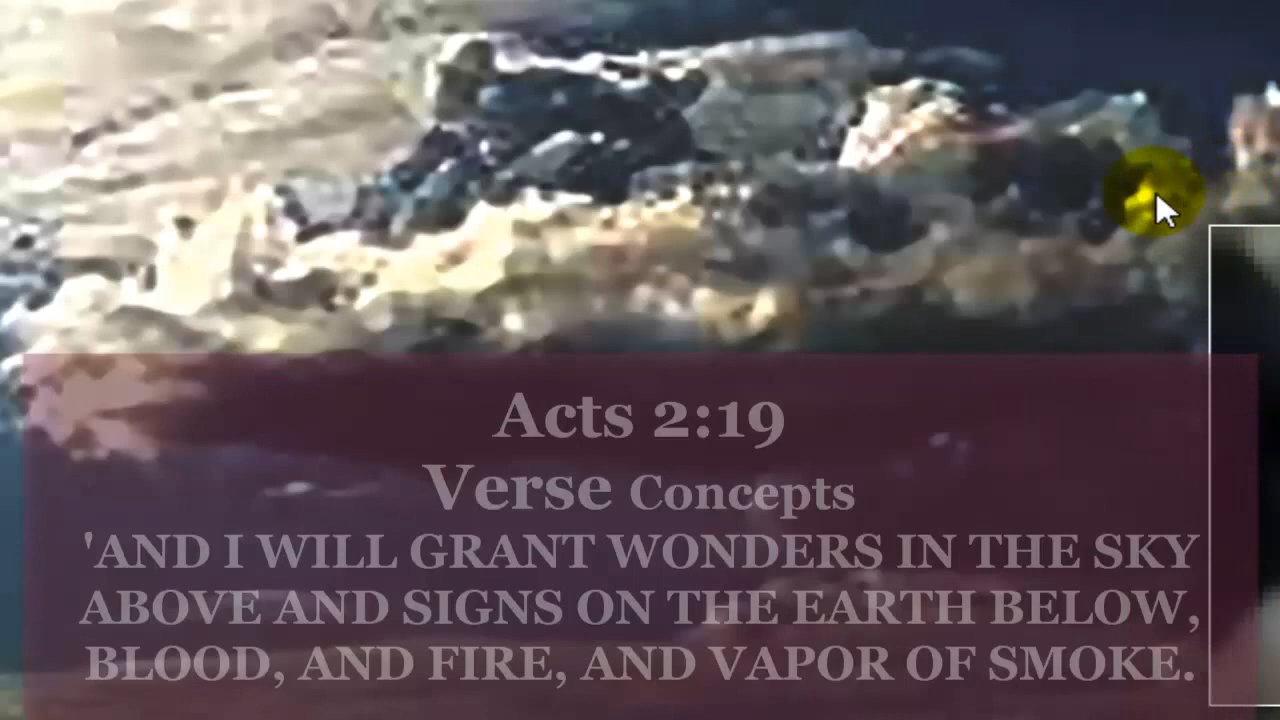 Acts 2:19
Verse Concepts
'AND I WILL GRANT WONDERS IN THE SKY
ABOVE AND SIGNS ON THE EARTH BELOW,
BLOOD, AND FIRE, AND VAPOR OF SMOKE.